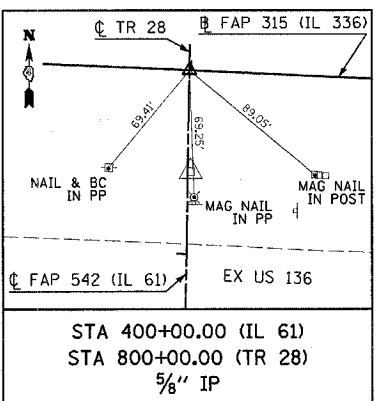 ℄ TR 28
B̲L FAP 315 (IL 336)
N
69.41'
69.25'
89.05'
NAIL & BC
IN PP
MAG NAIL
IN PP
MAG NAIL
IN POST
℄ FAP 542 (IL 61)
EX US 136
STA 400+00.00 (IL 61)
STA 800+00.00 (TR 28)
5/8" IP